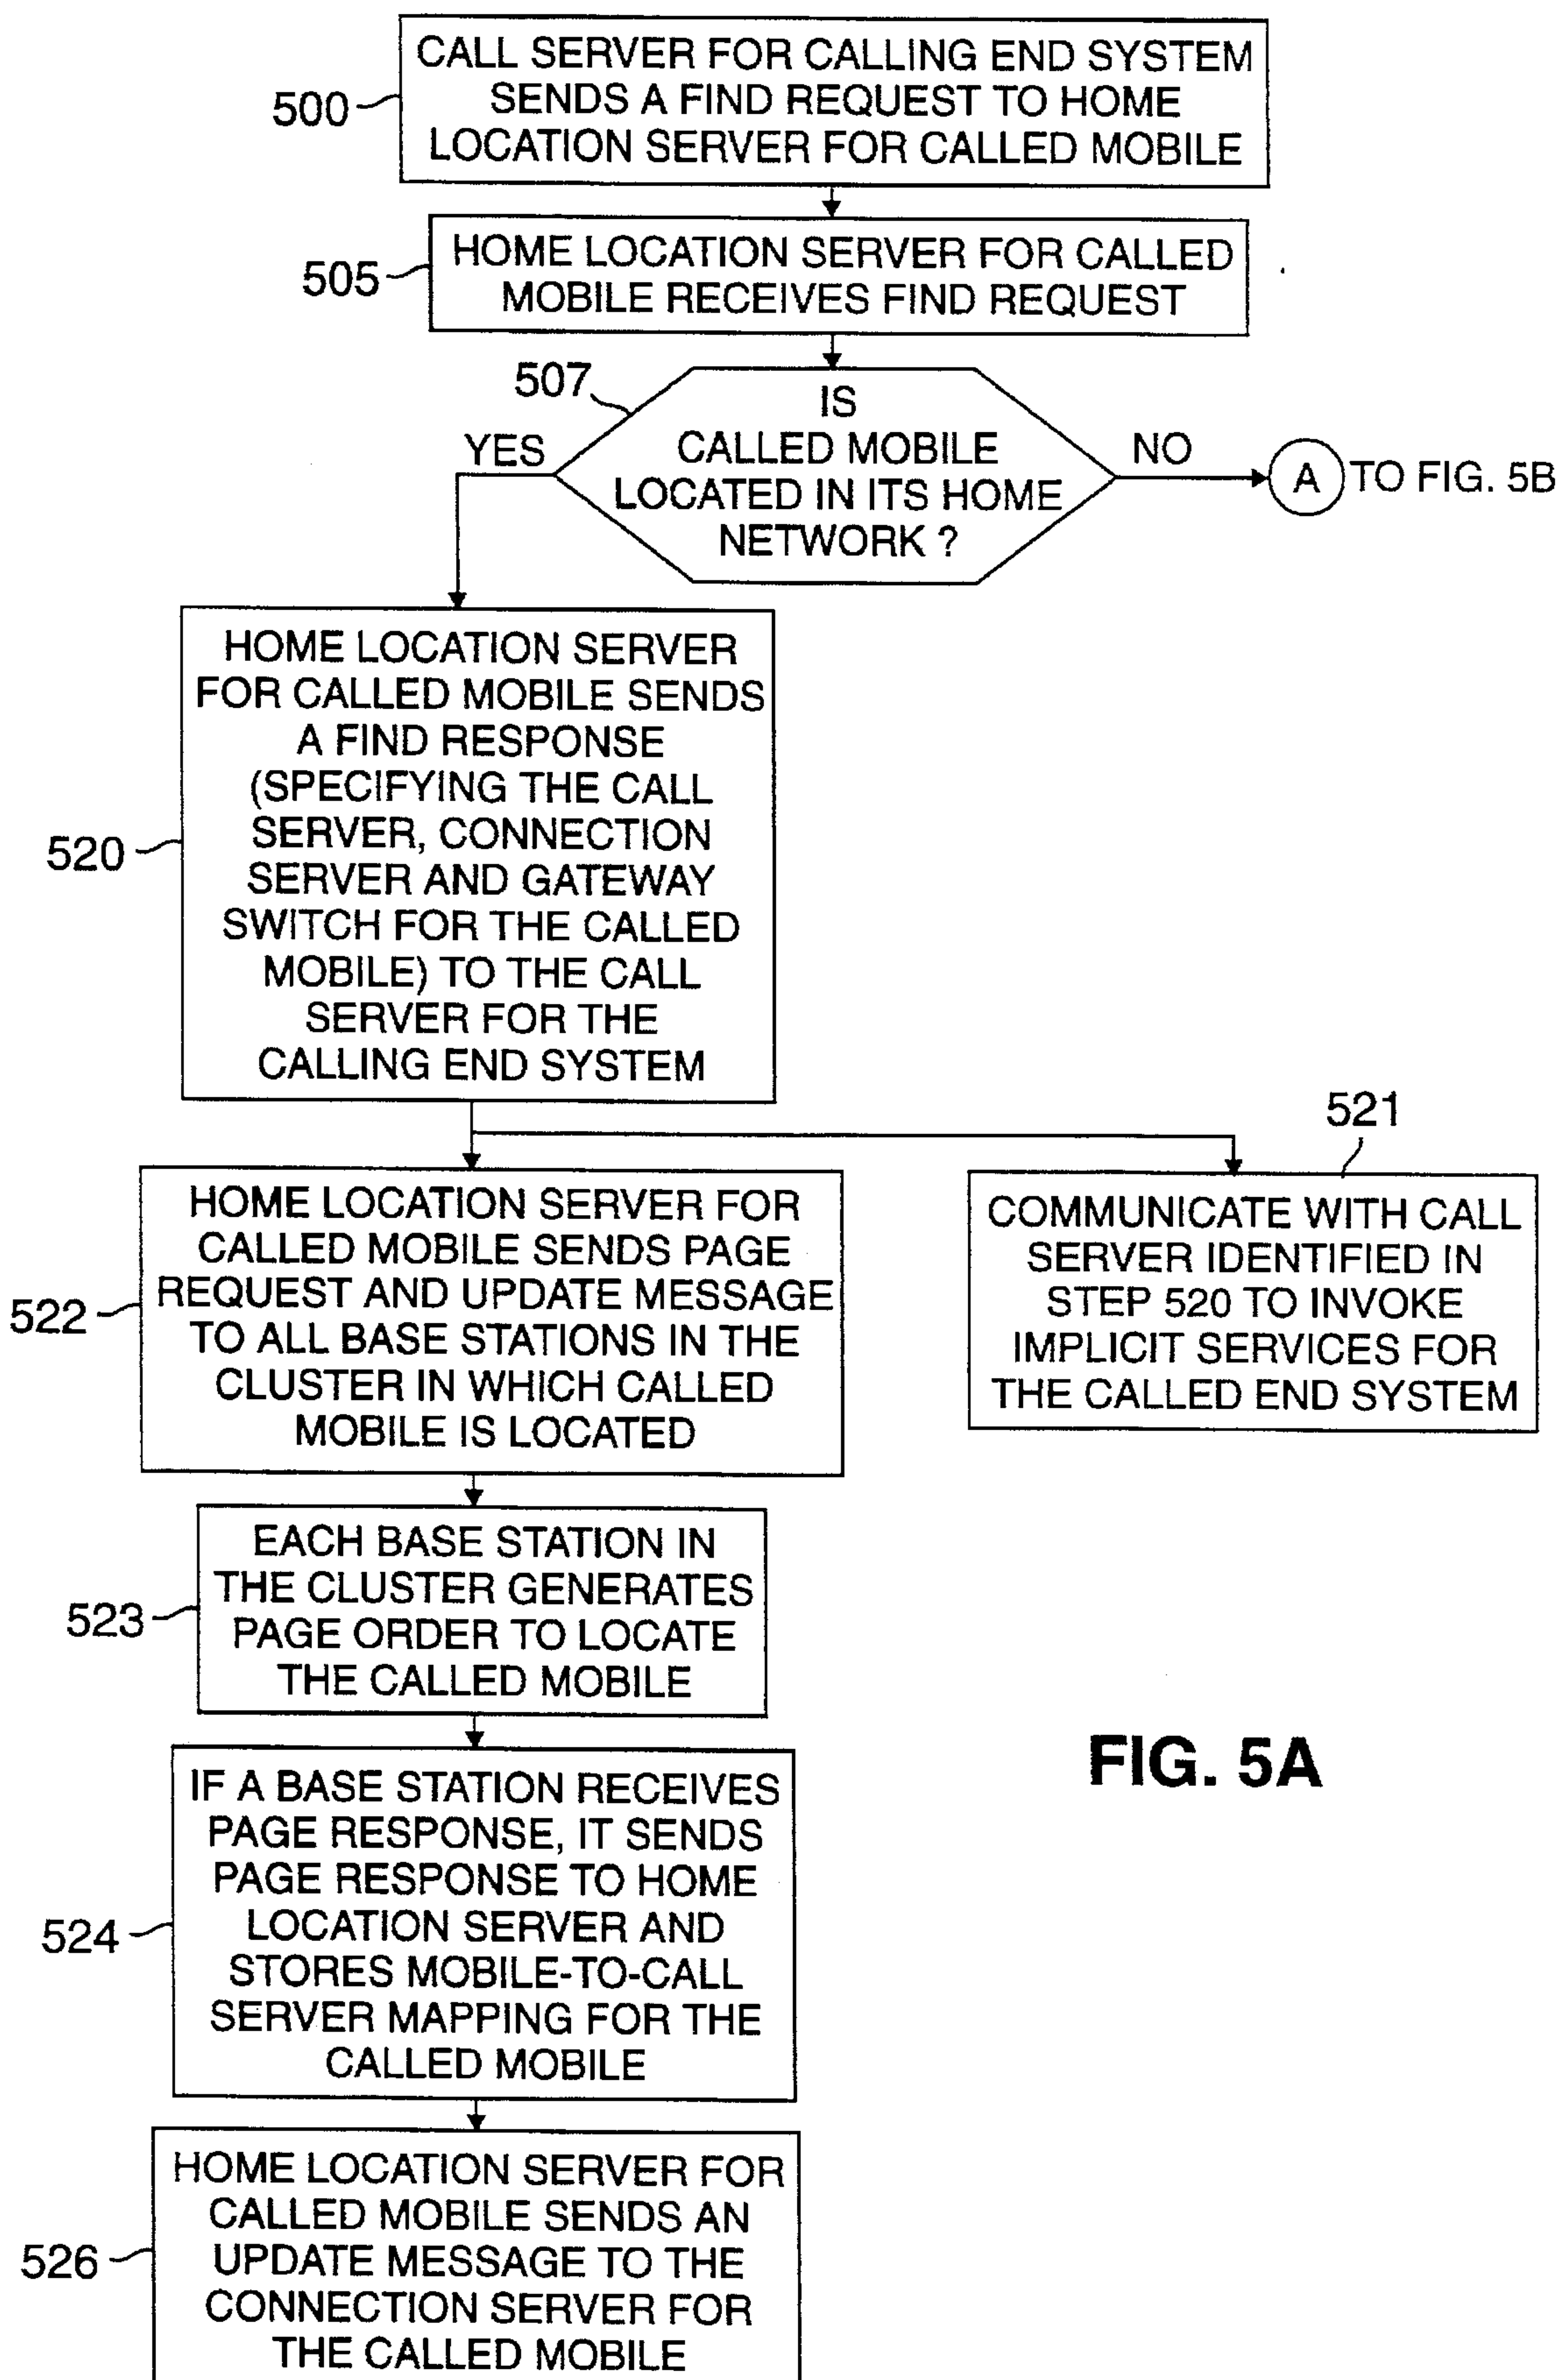 CALL SERVER FOR CALLING END SYSTEM
SENDS A FIND REQUEST TO HOME
LOCATION SERVER FOR CALLED MOBILE
500
HOME LOCATION SERVER FOR CALLED
MOBILE RECEIVES FIND REQUEST
505
507
IS
CALLED MOBILE
LOCATED IN ITS HOME
NETWORK ?
YES
NO
A
TO FIG. 5B
HOME LOCATION SERVER
FOR CALLED MOBILE SENDS
A FIND RESPONSE
(SPECIFYING THE CALL
SERVER, CONNECTION
SERVER AND GATEWAY
SWITCH FOR THE CALLED
MOBILE) TO THE CALL
SERVER FOR THE
CALLING END SYSTEM
520
521
COMMUNICATE WITH CALL
SERVER IDENTIFIED IN
STEP 520 TO INVOKE
IMPLICIT SERVICES FOR
THE CALLED END SYSTEM
HOME LOCATION SERVER FOR
CALLED MOBILE SENDS PAGE
REQUEST AND UPDATE MESSAGE
TO ALL BASE STATIONS IN THE
CLUSTER IN WHICH CALLED
MOBILE IS LOCATED
522
EACH BASE STATION IN
THE CLUSTER GENERATES
PAGE ORDER TO LOCATE
THE CALLED MOBILE
523
IF A BASE STATION RECEIVES
PAGE RESPONSE, IT SENDS
PAGE RESPONSE TO HOME
LOCATION SERVER AND
STORES MOBILE-TO-CALL
SERVER MAPPING FOR THE
CALLED MOBILE
524
HOME LOCATION SERVER FOR
CALLED MOBILE SENDS AN
UPDATE MESSAGE TO THE
CONNECTION SERVER FOR
THE CALLED MOBILE
526
FIG. 5A